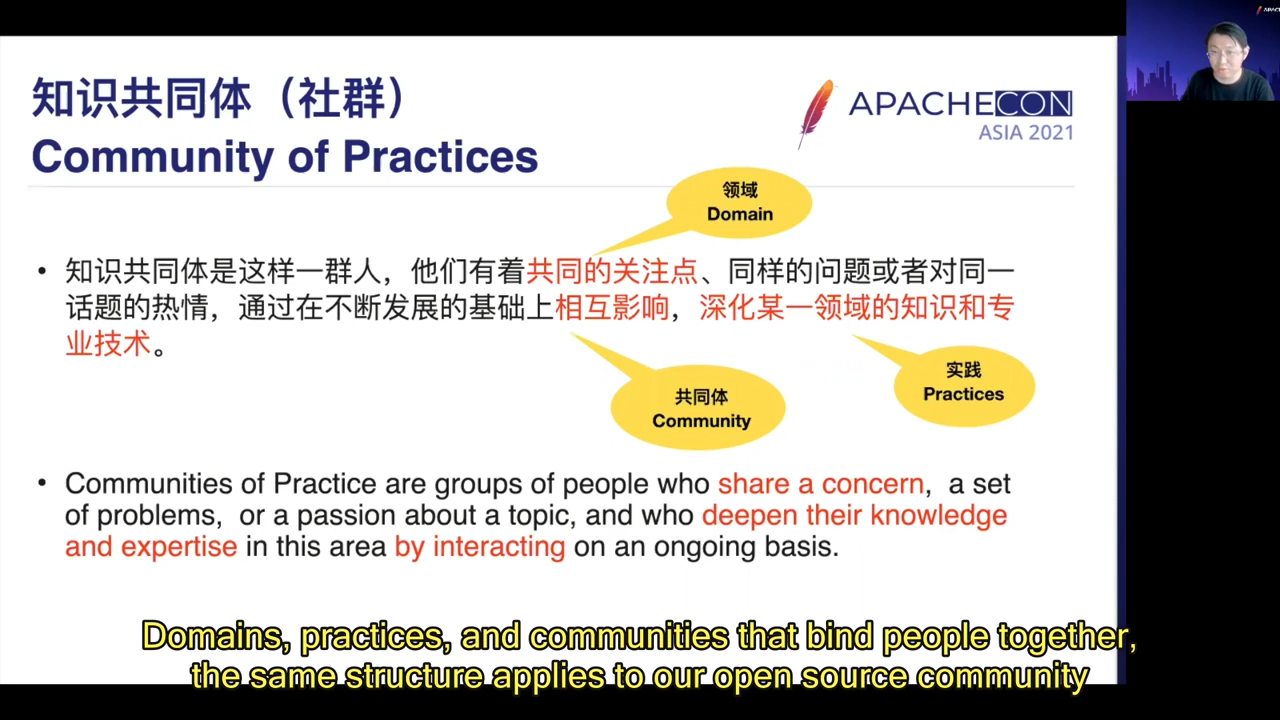 知识共同体（社群）
Community of Practices
APACHECON
ASIA 2021
领域
Domain
• 知识共同体是这样一群人，他们有着共同的关注点、同样的问题或者对同一
话题的热情，通过在不断发展的基础上相互影响，深化某一领域的知识和专
业技术。
实践
Practices
共同体
Community
• Communities of Practice are groups of people who share a concern, a set
of problems, or a passion about a topic, and who deepen their knowledge
and expertise in this area by interacting on an ongoing basis.
Domains, practices, and communities that bind people together,
the same structure applies to our open source community